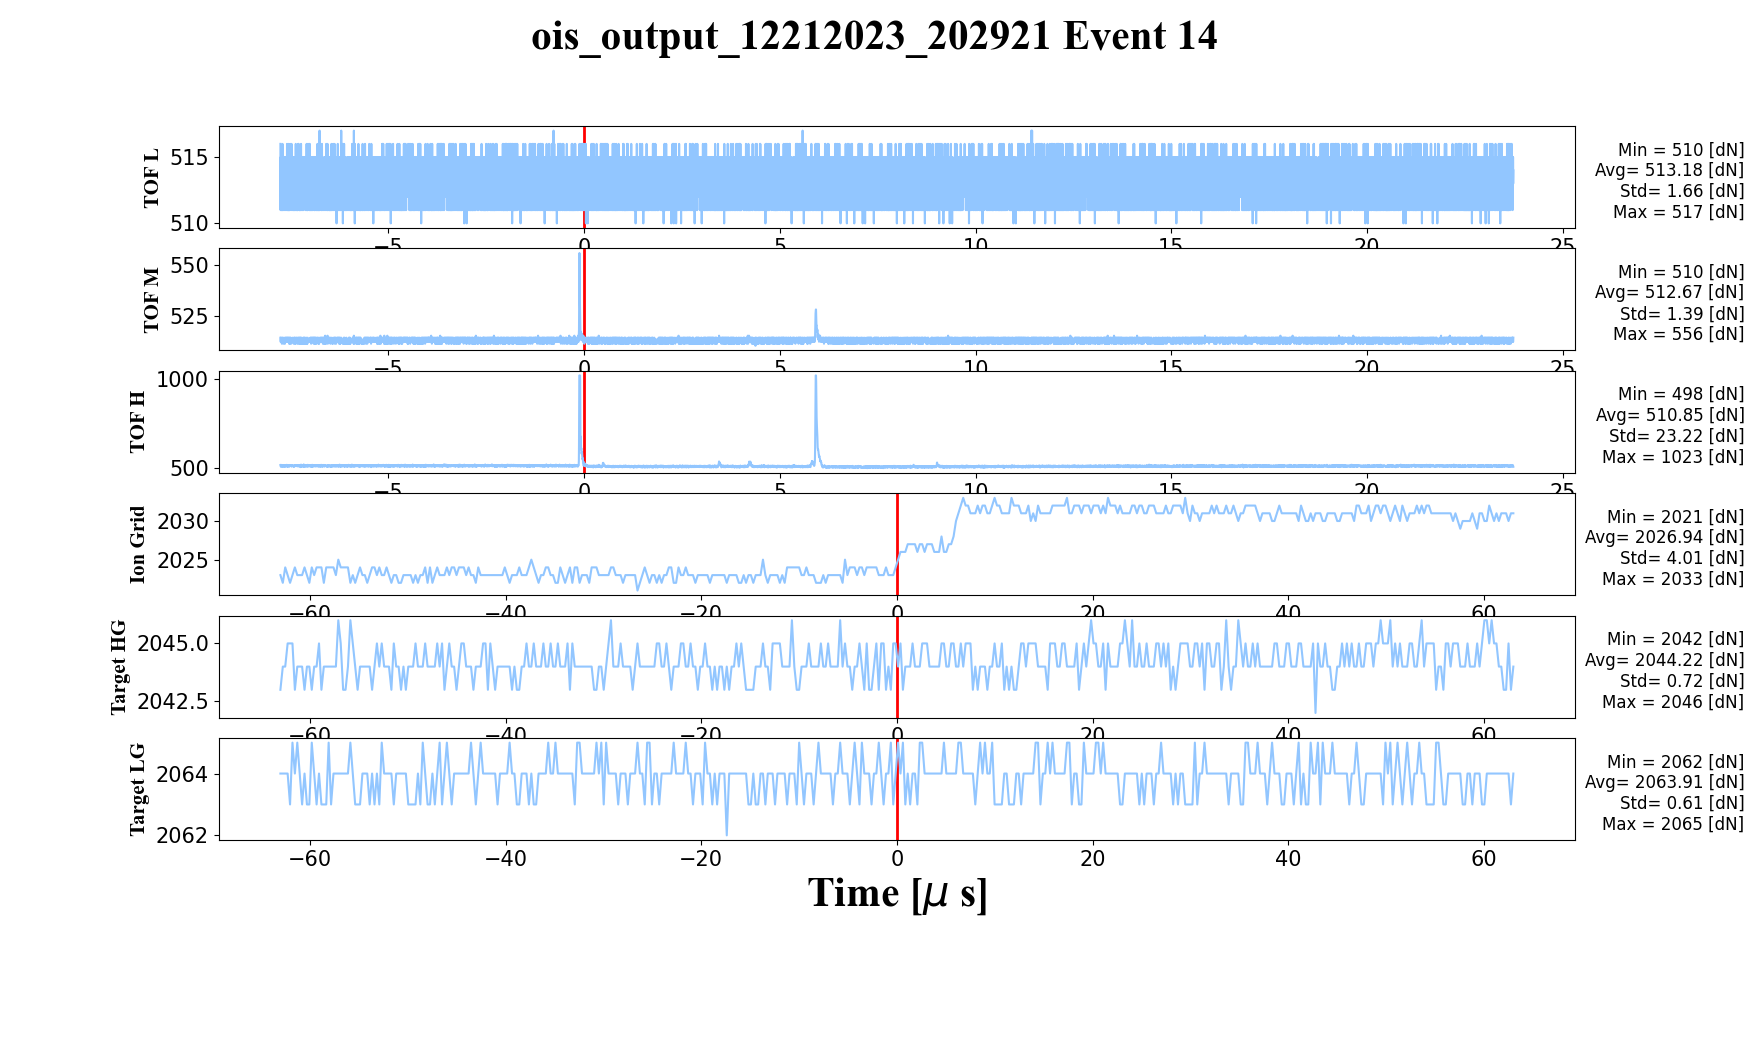 ois_output_12212023_202921 Event 14
TOF L
515
510
−5
0
5
10
15
20
25
Min = 510 [dN]
Avg= 513.18 [dN]
Std= 1.66 [dN]
Max = 517 [dN]
TOF M
550
525
−5
0
5
10
15
20
25
Min = 510 [dN]
Avg= 512.67 [dN]
Std= 1.39 [dN]
Max = 556 [dN]
TOF H
1000
500
−5
0
5
10
15
20
25
Min = 498 [dN]
Avg= 510.85 [dN]
Std= 23.22 [dN]
Max = 1023 [dN]
Ion Grid
2030
2025
−60
−40
−20
0
20
40
60
Min = 2021 [dN]
Avg= 2026.94 [dN]
Std= 4.01 [dN]
Max = 2033 [dN]
Target HG
2045.0
2042.5
−60
−40
−20
0
20
40
60
Min = 2042 [dN]
Avg= 2044.22 [dN]
Std= 0.72 [dN]
Max = 2046 [dN]
Target LG
2064
2062
−60
−40
−20
0
20
40
60
Min = 2062 [dN]
Avg= 2063.91 [dN]
Std= 0.61 [dN]
Max = 2065 [dN]
Time [μ s]